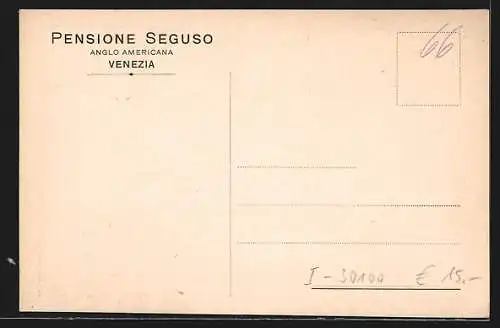 PENSIONE SEGUSO
ANGLO AMERICANA
VENEZIA
66
I - 30100 € 15.-